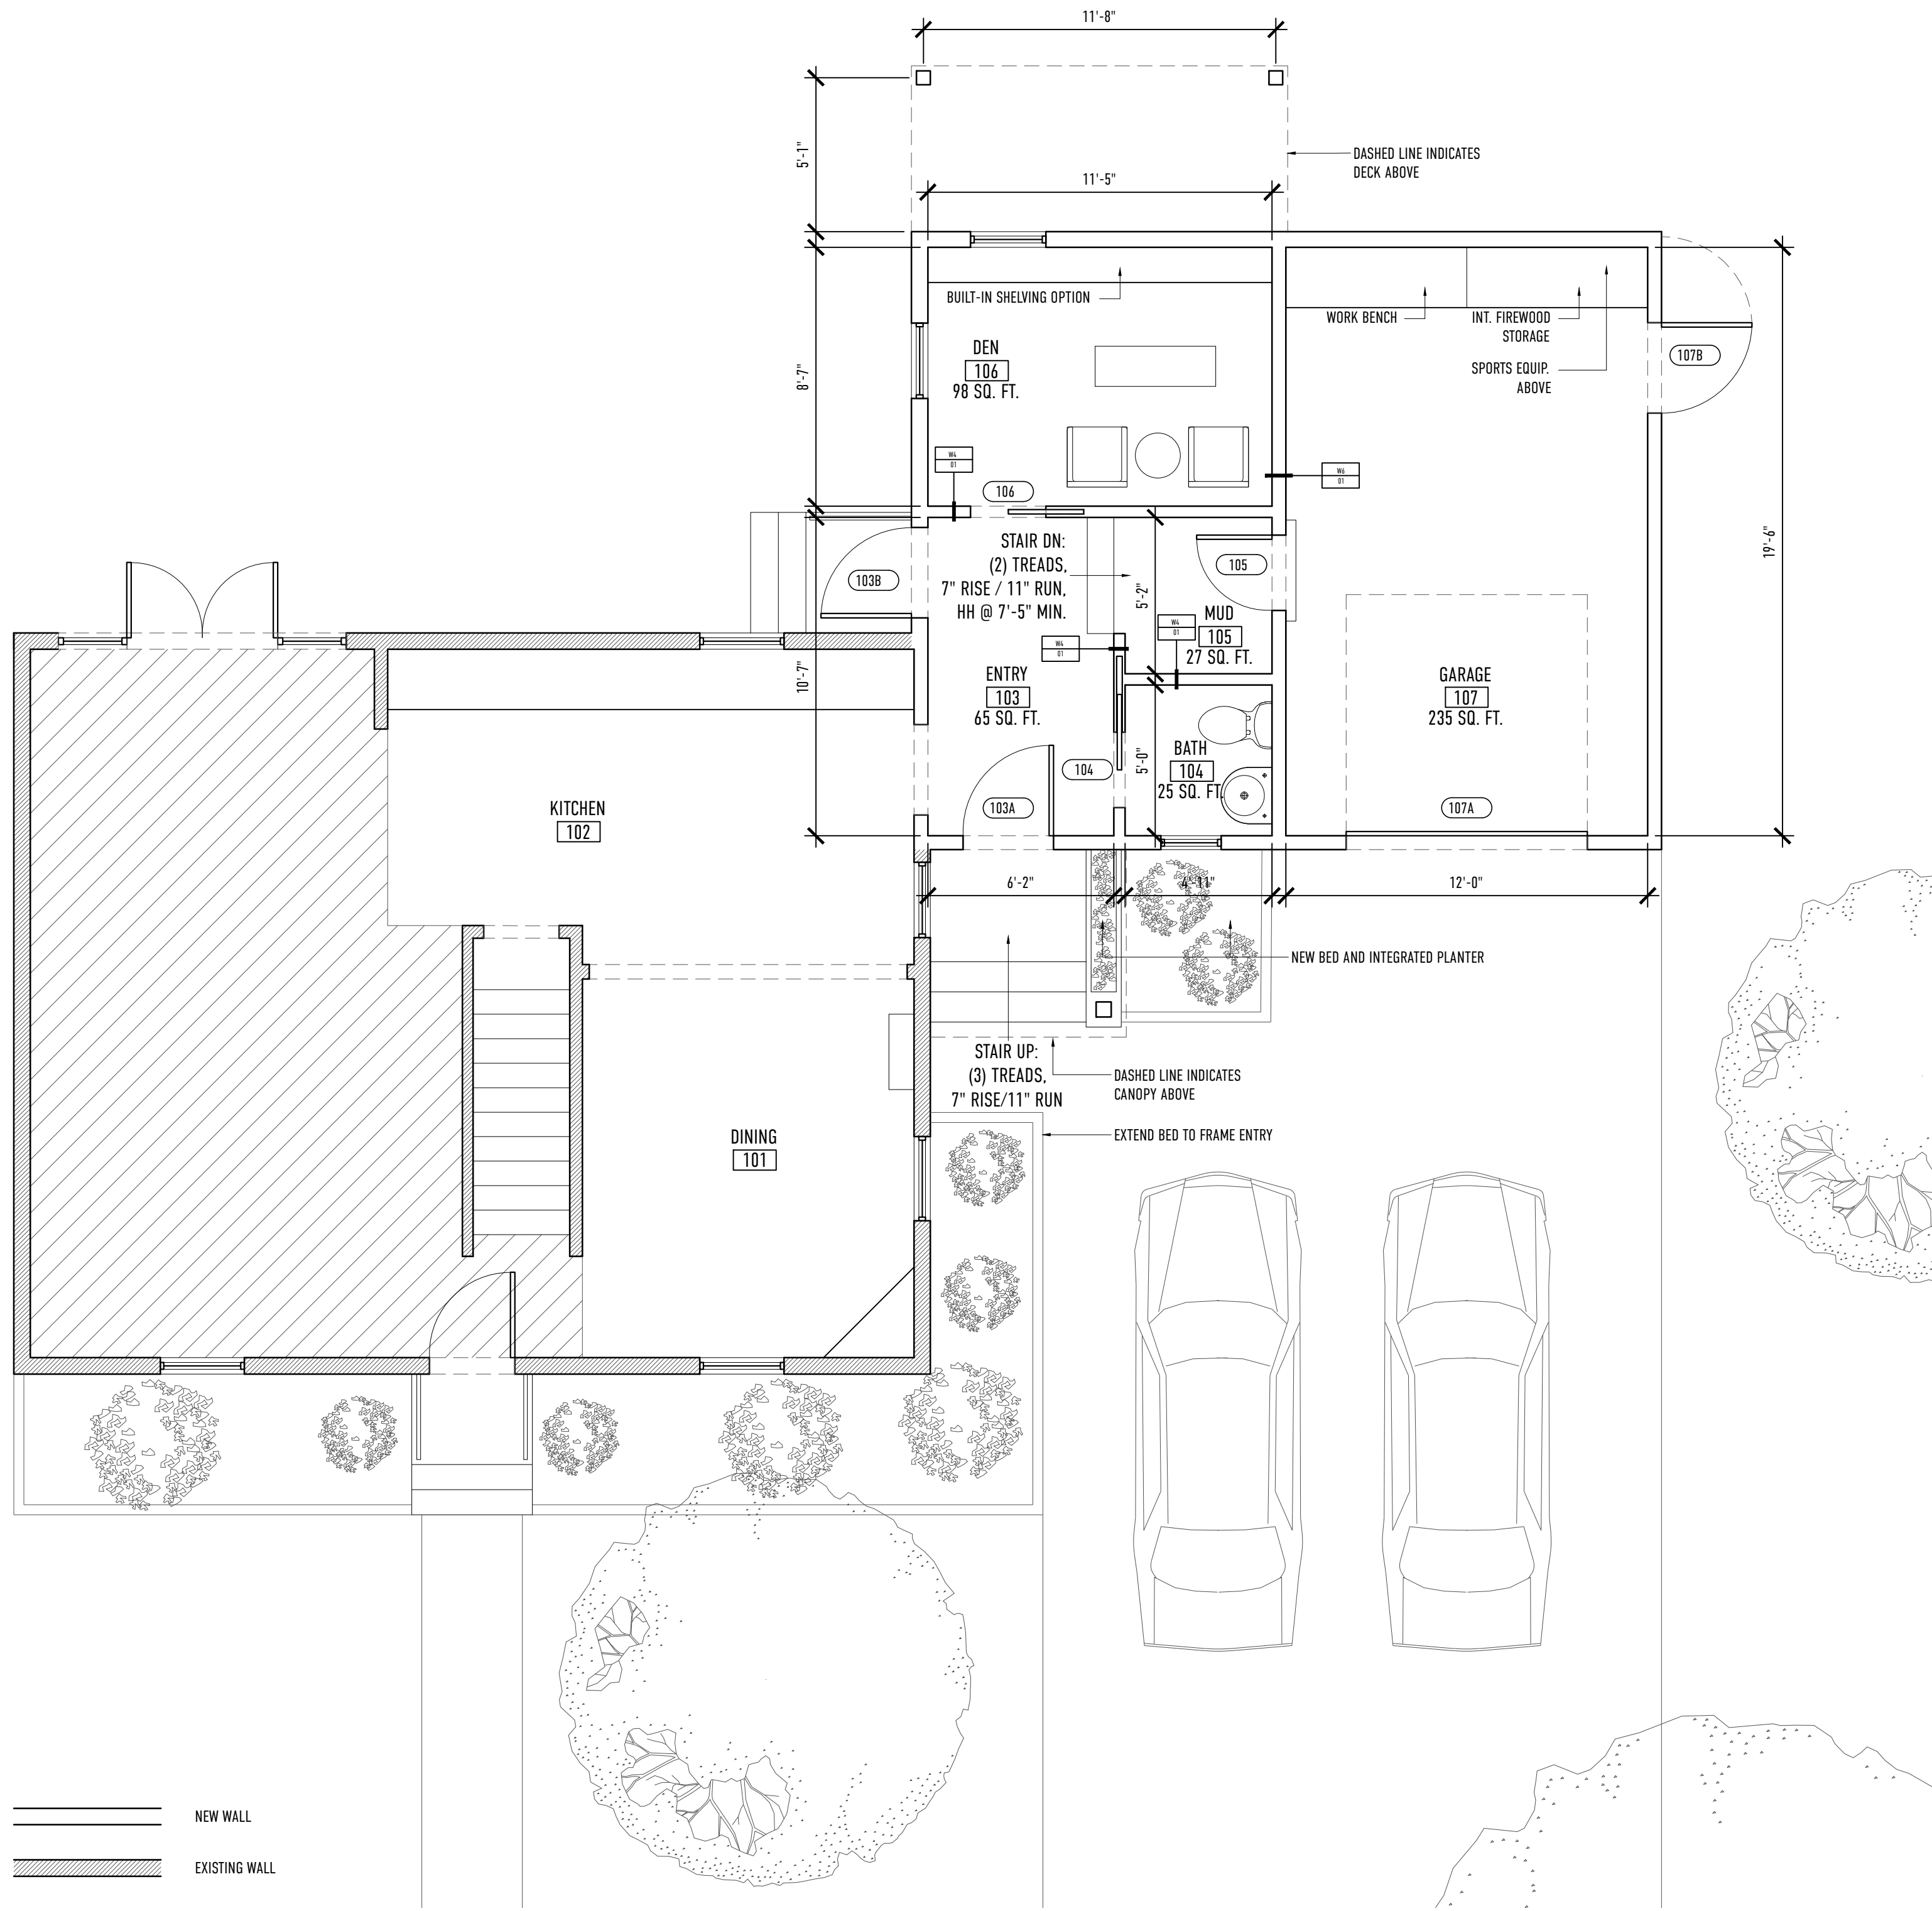 11'-8"
5'-1"
DASHED LINE INDICATES
DECK ABOVE
11'-5"
BUILT-IN SHELVING OPTION
WORK BENCH
INT. FIREWOOD
STORAGE
SPORTS EQUIP.
ABOVE
107B
DEN
106
98 SQ. FT.
8'-7"
W4
01
W6
01
106
19'-6"
STAIR DN:
(2) TREADS,
7" RISE / 11" RUN,
HH @ 7'-5" MIN.
103B
105
5'-2"
MUD
105
27 SQ. FT.
W4
01
W4
01
10'-7"
ENTRY
103
65 SQ. FT.
GARAGE
107
235 SQ. FT.
BATH
104
25 SQ. FT.
5'-0"
104
103A
107A
KITCHEN
102
6'-2"
4'-11"
12'-0"
NEW BED AND INTEGRATED PLANTER
STAIR UP:
(3) TREADS,
7" RISE/11" RUN
DASHED LINE INDICATES
CANOPY ABOVE
EXTEND BED TO FRAME ENTRY
DINING
101
NEW WALL
EXISTING WALL